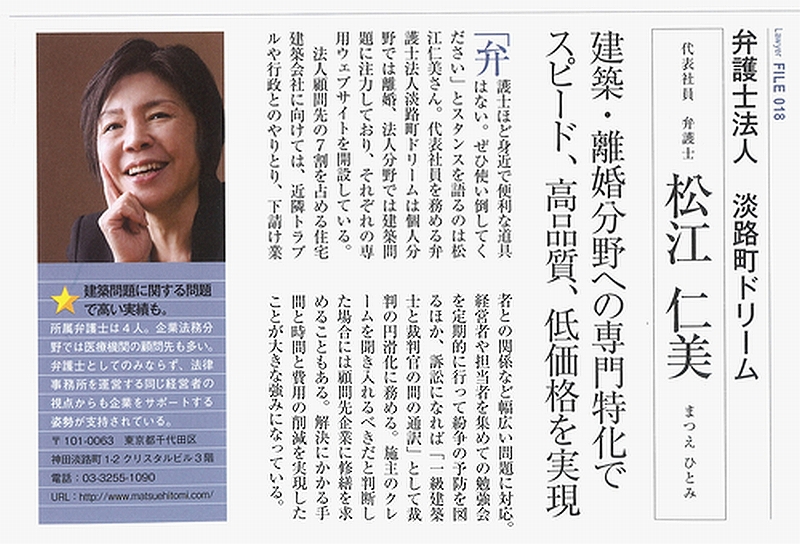 Lawyer FILE 018
弁護士法人 淡路町ドリーム
代表社員 弁護士 松江 仁美 まつえ ひとみ
建築・離婚分野への専門特化で
スピード、高品質、低価格を実現
「弁護士ほど身近で便利な道具
はない。ぜひ使い倒してく
ださい」とスタンスを語るのは松
江仁美さん。代表社員を務める弁
護士法人淡路町ドリームは個人分
野では離婚、法人分野では建築問
題に注力しており、それぞれの専
用ウェブサイトを開設している。
法人顧問先の7割を占める住宅
建築会社に向けては、近隣トラブ
ルや行政とのやりとり、下請け業
者との関係など幅広い問題に対応。
経営者や担当者を集めての勉強会
を定期的に行って紛争の予防を図
るほか、訴訟になれば「一級建築
士と裁判官の間の通訳」として裁
判の円滑化に務める。施主のクレ
ームを聞き入れるべきだと判断し
た場合には顧問先企業に修繕を求
めることもある。解決にかかる手
間と時間と費用の削減を実現した
ことが大きな強みになっている。
建築問題に関する問題
で高い実績も。
所属弁護士は4人。企業法務分
野では医療機関の顧問先も多い。
弁護士としてのみならず、法律
事務所を運営する同じ経営者の
視点からも企業をサポートする
姿勢が支持されている。
〒101-0063 東京都千代田区
神田淡路町1-2 クリスタルビル3階
電話：03-3255-1090
URL：http://www.matsuehitomi.com/